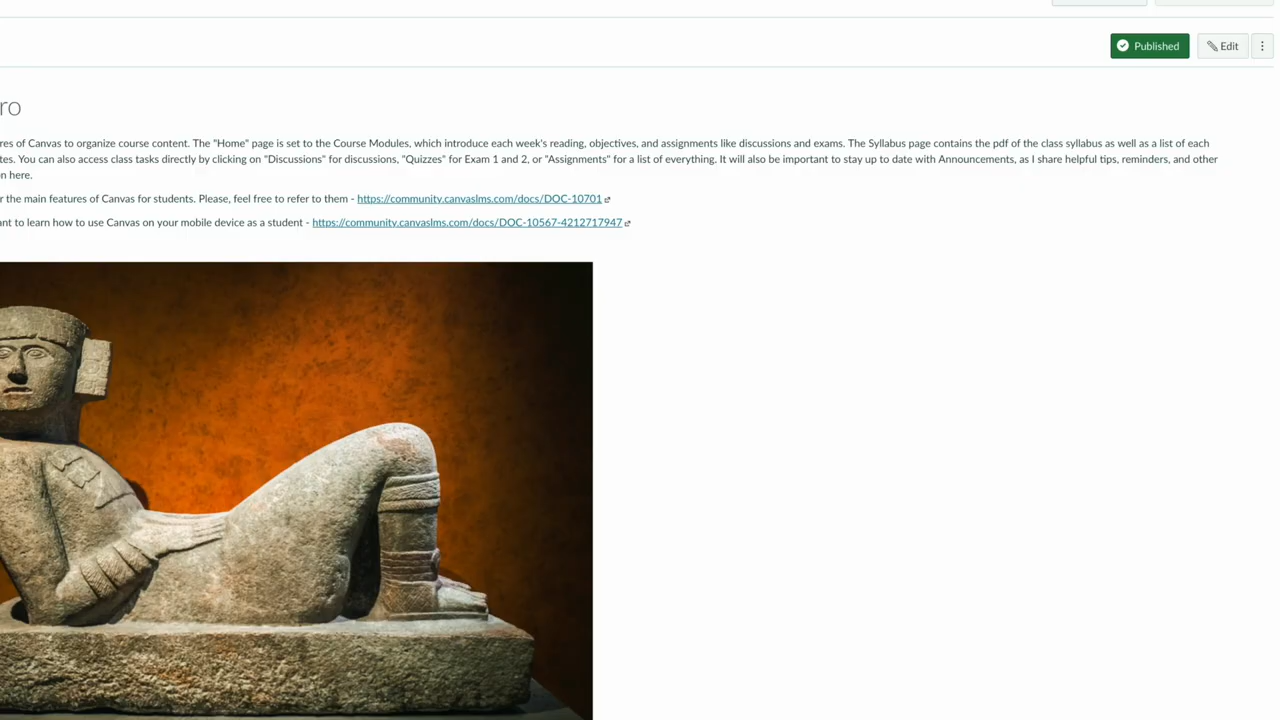 Published
Edit
ro
res of Canvas to organize course content. The "Home" page is set to the Course Modules, which introduce each week's reading, objectives, and assignments like discussions and exams. The Syllabus page contains the pdf of the class syllabus as well as a list of each
tes. You can also access class tasks directly by clicking on "Discussions" for discussions, "Quizzes" for Exam 1 and 2, or "Assignments" for a list of everything. It will also be important to stay up to date with Announcements, as I share helpful tips, reminders, and other
n here.
r the main features of Canvas for students. Please, feel free to refer to them - https://community.canvaslms.com/docs/DOC-10701
ant to learn how to use Canvas on your mobile device as a student - https://community.canvaslms.com/docs/DOC-10567-4212717947